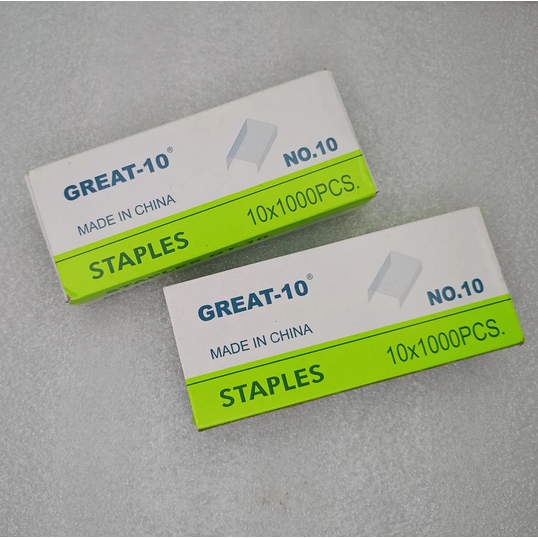 GREAT-10®
NO.10
MADE IN CHINA
10x1000PCS.
STAPLES
GREAT-10®
NO.10
MADE IN CHINA
10x1000PCS.
STAPLES